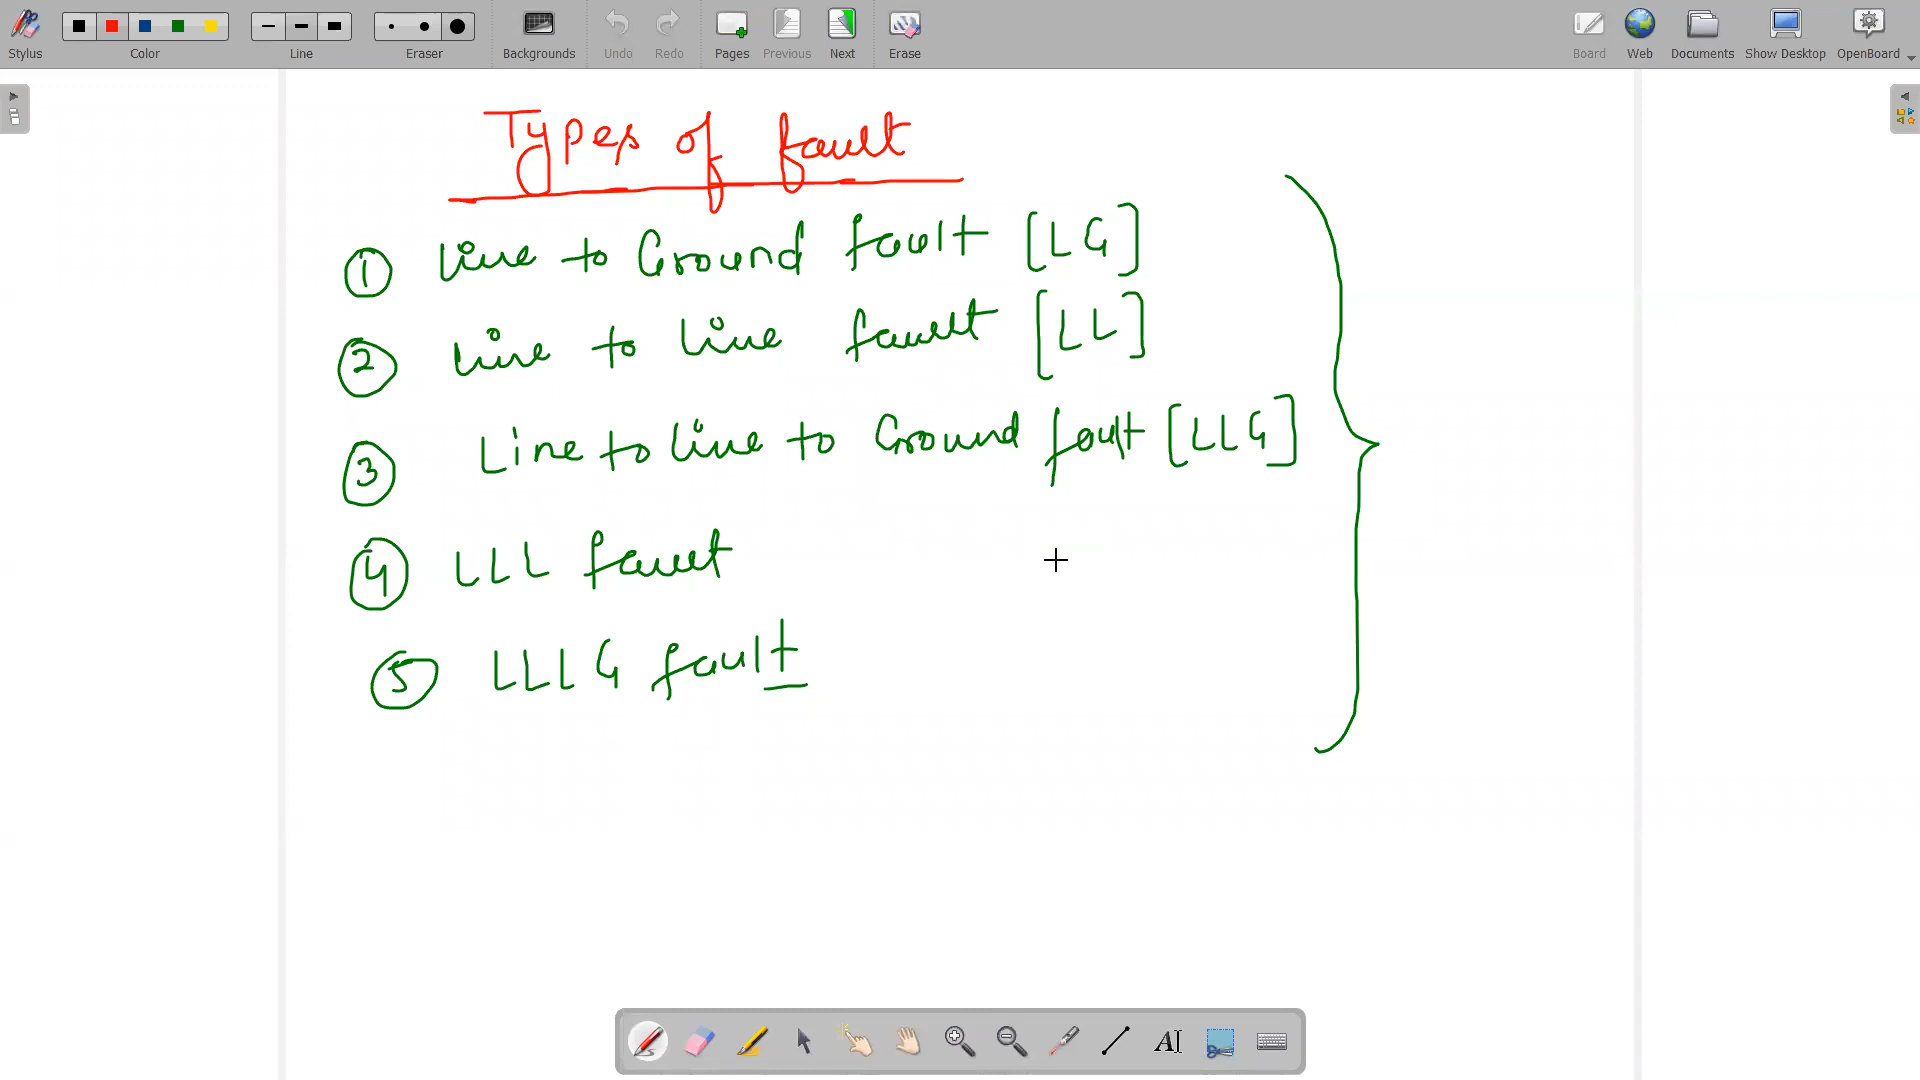 Stylus Color Line Eraser Backgrounds Undo Redo Pages Previous Next Erase Board Web Documents Show Desktop OpenBoard
Types of fault
① Line to Ground fault [LG]
② Line to line fault [LL]
③ Line to line to Ground fault [LLG]
④ LLL fault
⑤ LLLG fault
AI